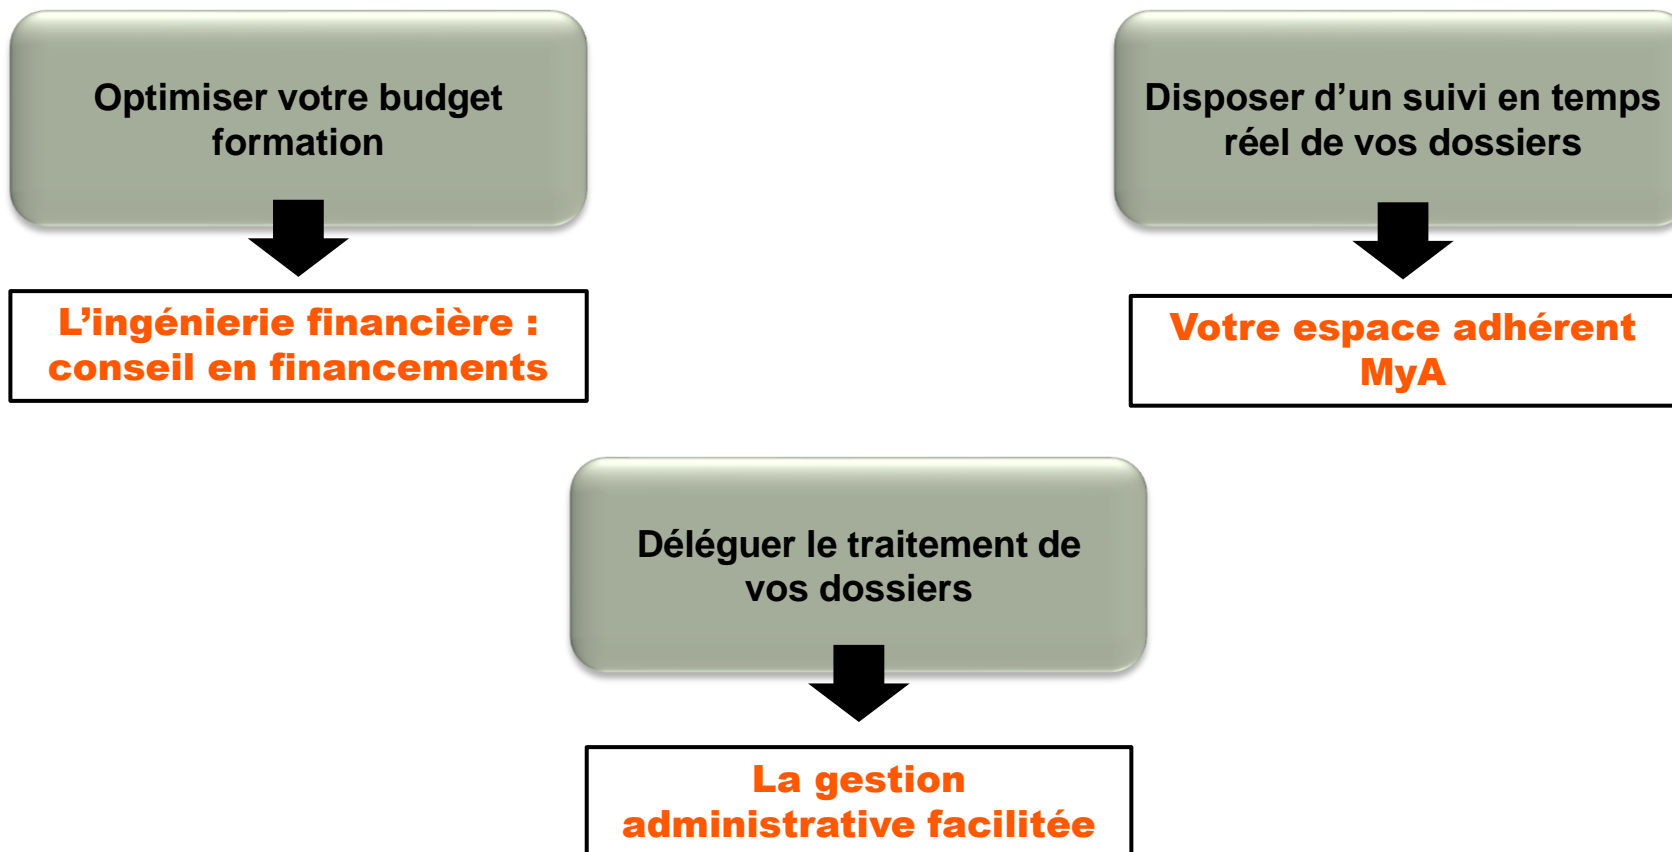 Optimiser votre budget
formation
L’ingénierie financière :
conseil en financements
Disposer d’un suivi en temps
réel de vos dossiers
Votre espace adhérent
MyA
Déléguer le traitement de
vos dossiers
La gestion
administrative facilitée